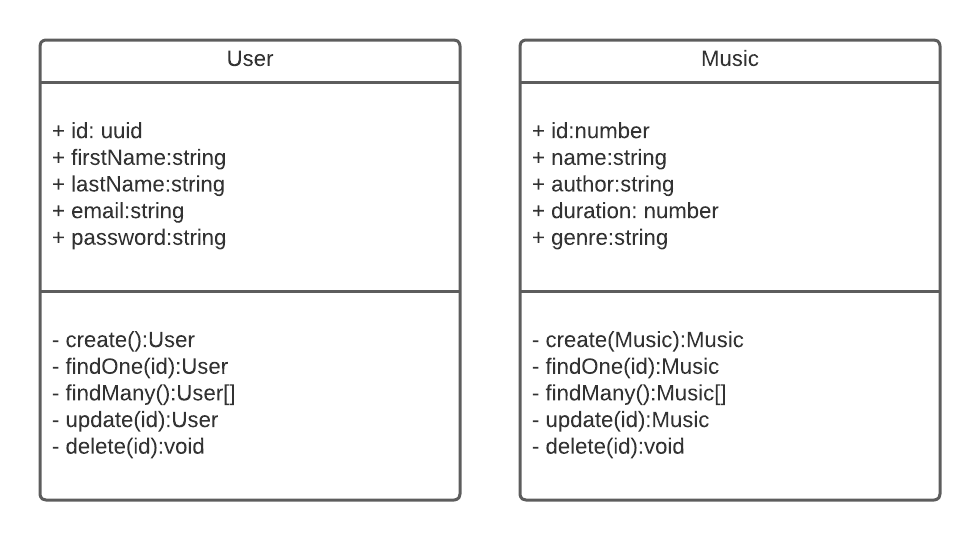 User
+ id: uuid
+ firstName:string
+ lastName:string
+ email:string
+ password:string
- create():User
- findOne(id):User
- findMany():User[]
- update(id):User
- delete(id):void
Music
+ id:number
+ name:string
+ author:string
+ duration: number
+ genre:string
- create(Music):Music
- findOne(id):Music
- findMany():Music[]
- update(id):Music
- delete(id):void